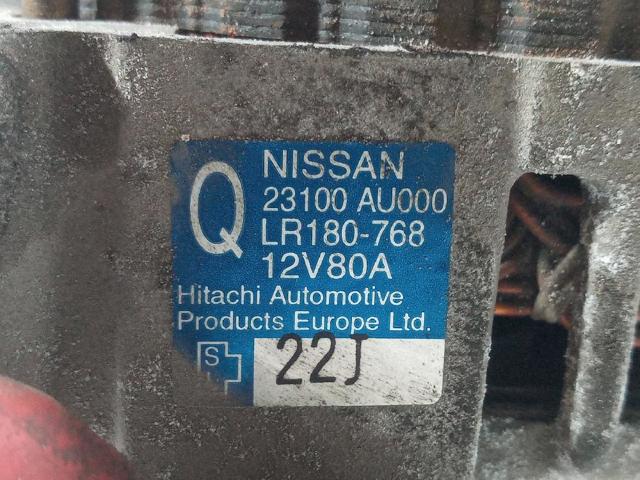 Q
NISSAN
23100 AU000
LR180-768
12V80A
Hitachi Automotive
Products Europe Ltd.
S
22J